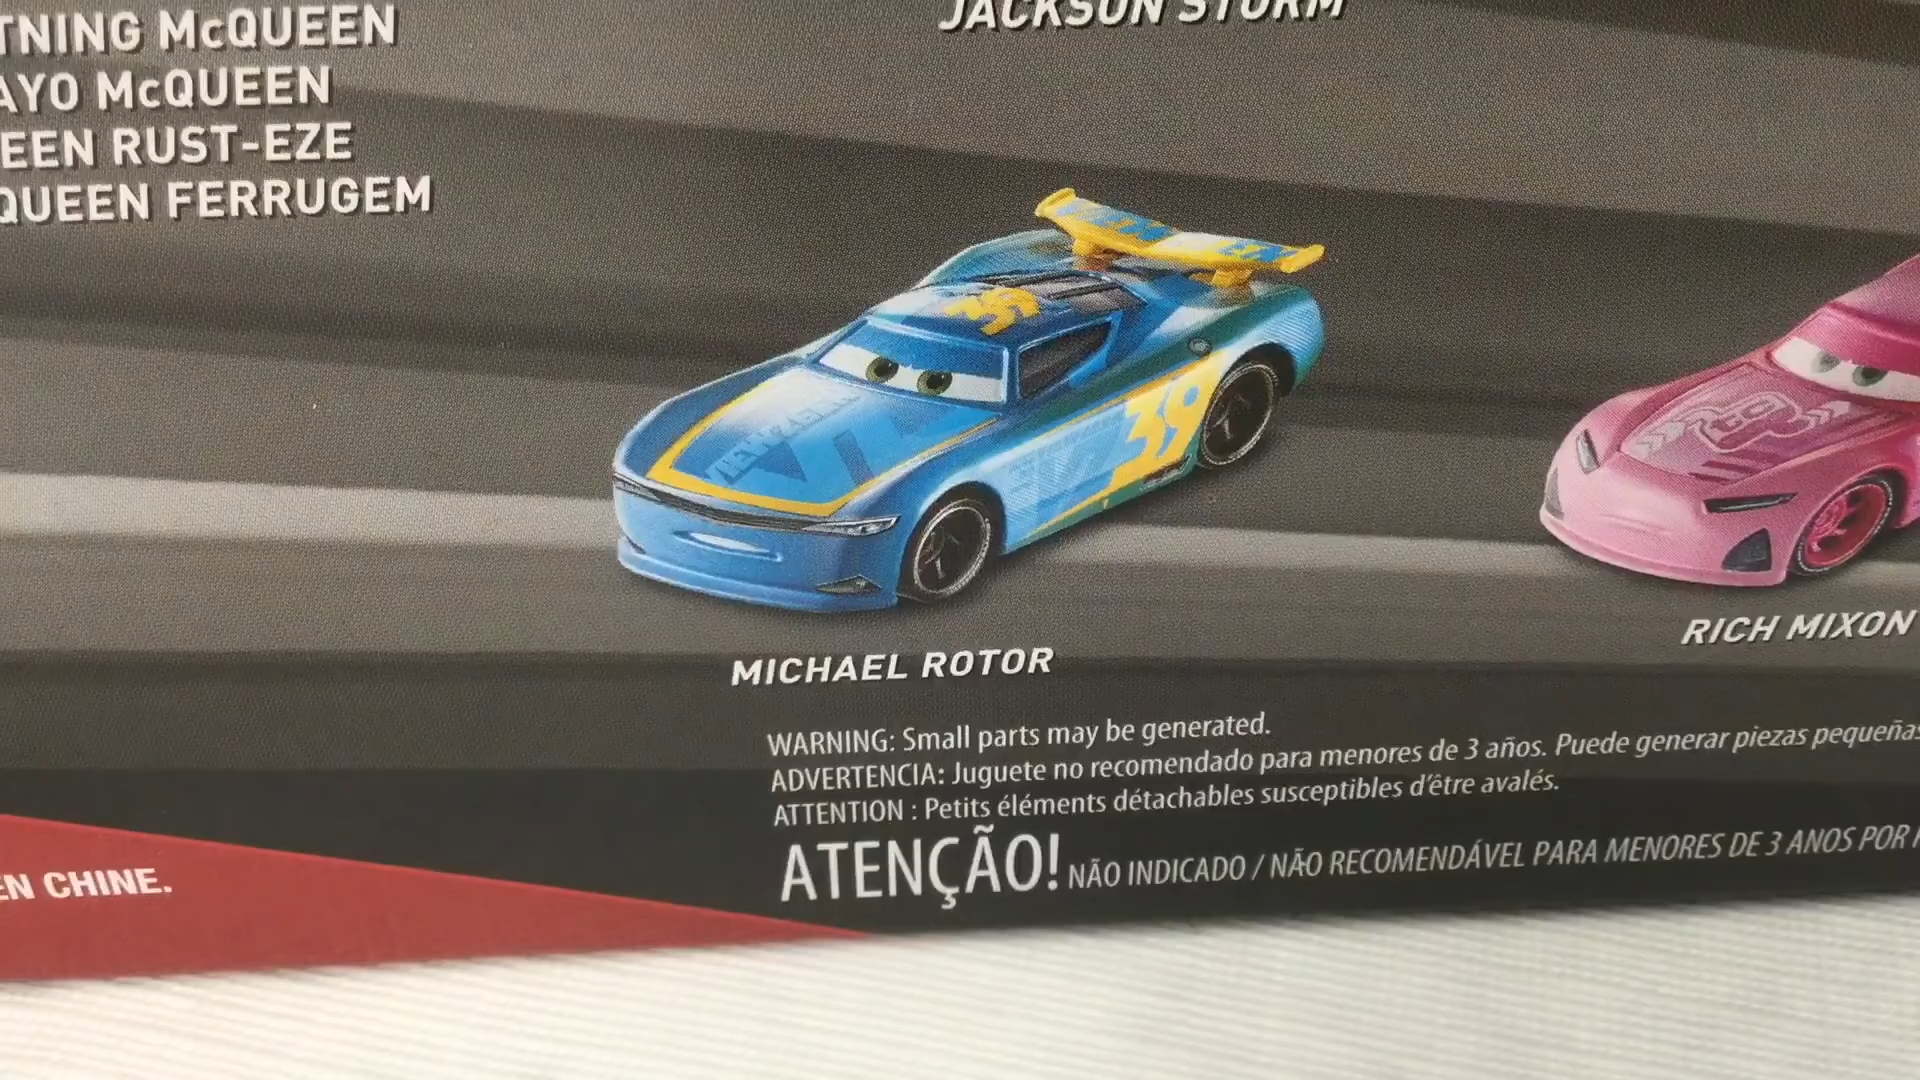 TNING McQUEEN
AYO McQUEEN
EEN RUST-EZE
QUEEN FERRUGEM
JACKSON STORM
39
39
MICHAEL ROTOR
RICH MIXON
WARNING: Small parts may be generated.
ADVERTENCIA: Juguete no recomendado para menores de 3 años. Puede generar piezas pequeñas
ATTENTION : Petits éléments détachables susceptibles d'être avalés.
ATENÇÃO! NÃO INDICADO / NÃO RECOMENDÁVEL PARA MENORES DE 3 ANOS POR
EN CHINE.